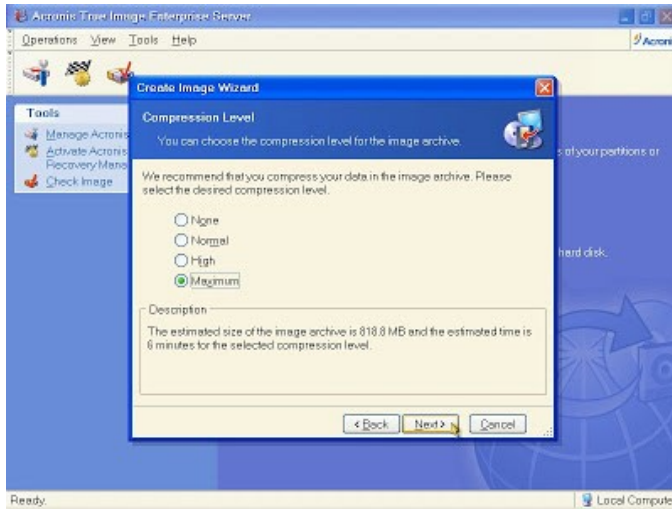 Acronis True Image Enterprise Server
Operations View Tools Help
Acroni
Create Image Wizard
Compression Level
You can choose the compression level for the image archive.
Tools
Manage Acronis
Activate Acronis
Recovery Mana
Check Image
s of your partitions or
We recommend that you compress your data in the image archive. Please
select the desired compression level.
None
Normal
High
Maximum
hard disk.
Description
The estimated size of the image archive is 818.8 MB and the estimated time is
6 minutes for the selected compression level.
< Back Next > Cancel
Ready.
Local Compute